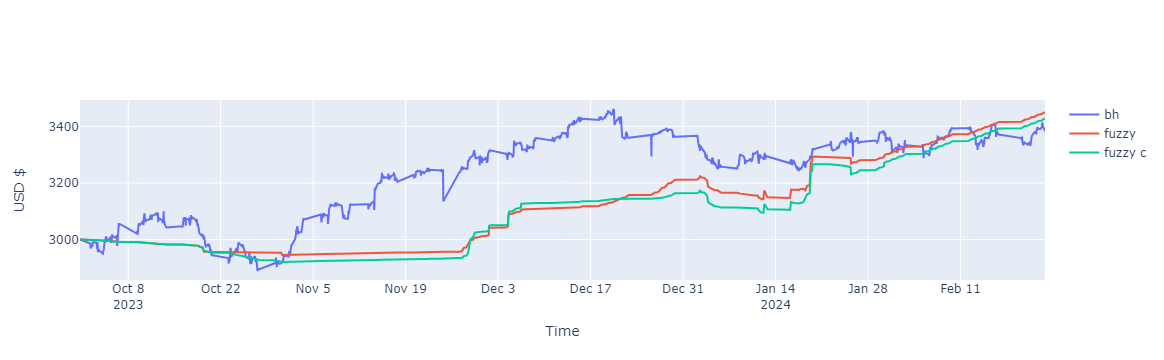 USD $
3400
3200
3000
Oct 8
2023
Oct 22
Nov 5
Nov 19
Dec 3
Dec 17
Dec 31
Jan 14
2024
Jan 28
Feb 11
Time
bh
fuzzy
fuzzy c